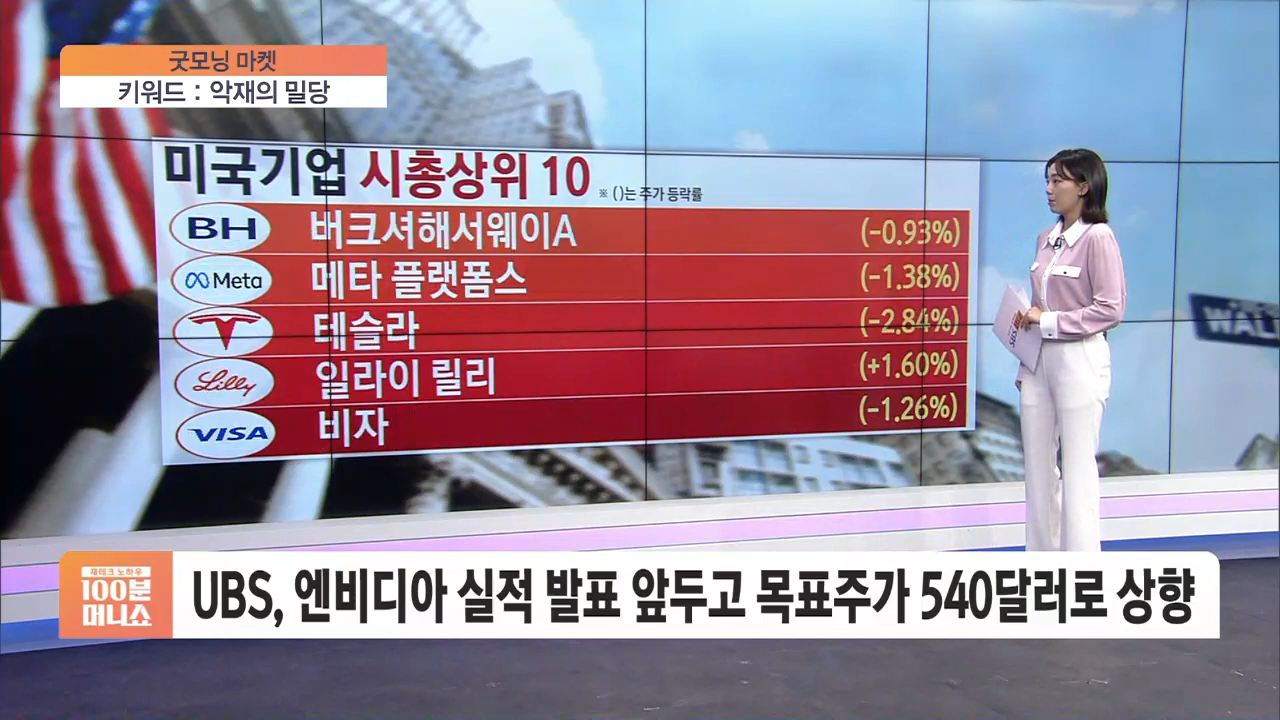 굿모닝 마켓
키워드 : 악재의 밀당
미국기업 시총상위 10
※ ( )는 주가 등락률
BH 버크셔해서웨이A (-0.93%)
Meta 메타 플랫폼스 (-1.38%)
테슬라 (-2.84%)
Lilly 일라이 릴리 (+1.60%)
VISA 비자 (-1.26%)
WALL
재테크 노하우
100분
머니쇼
UBS, 엔비디아 실적 발표 앞두고 목표주가 540달러로 상향